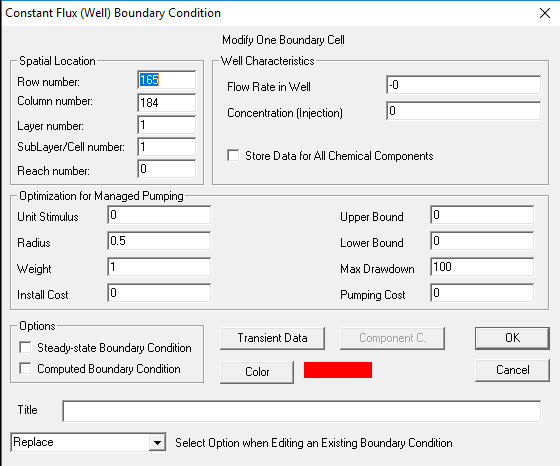 Constant Flux (Well) Boundary Condition
Modify One Boundary Cell
Spatial Location
Row number: 165
Column number: 184
Layer number: 1
SubLayer/Cell number: 1
Reach number: 0
Well Characteristics
Flow Rate in Well -0
Concentration (Injection) 0
Store Data for All Chemical Components
Optimization for Managed Pumping
Unit Stimulus 0 Upper Bound 0
Radius 0.5 Lower Bound 0
Weight 1 Max Drawdown 100
Install Cost 0 Pumping Cost 0
Options
Steady-state Boundary Condition
Computed Boundary Condition
Transient Data Component C. OK
Color Cancel
Title
Replace Select Option when Editing an Existing Boundary Condition